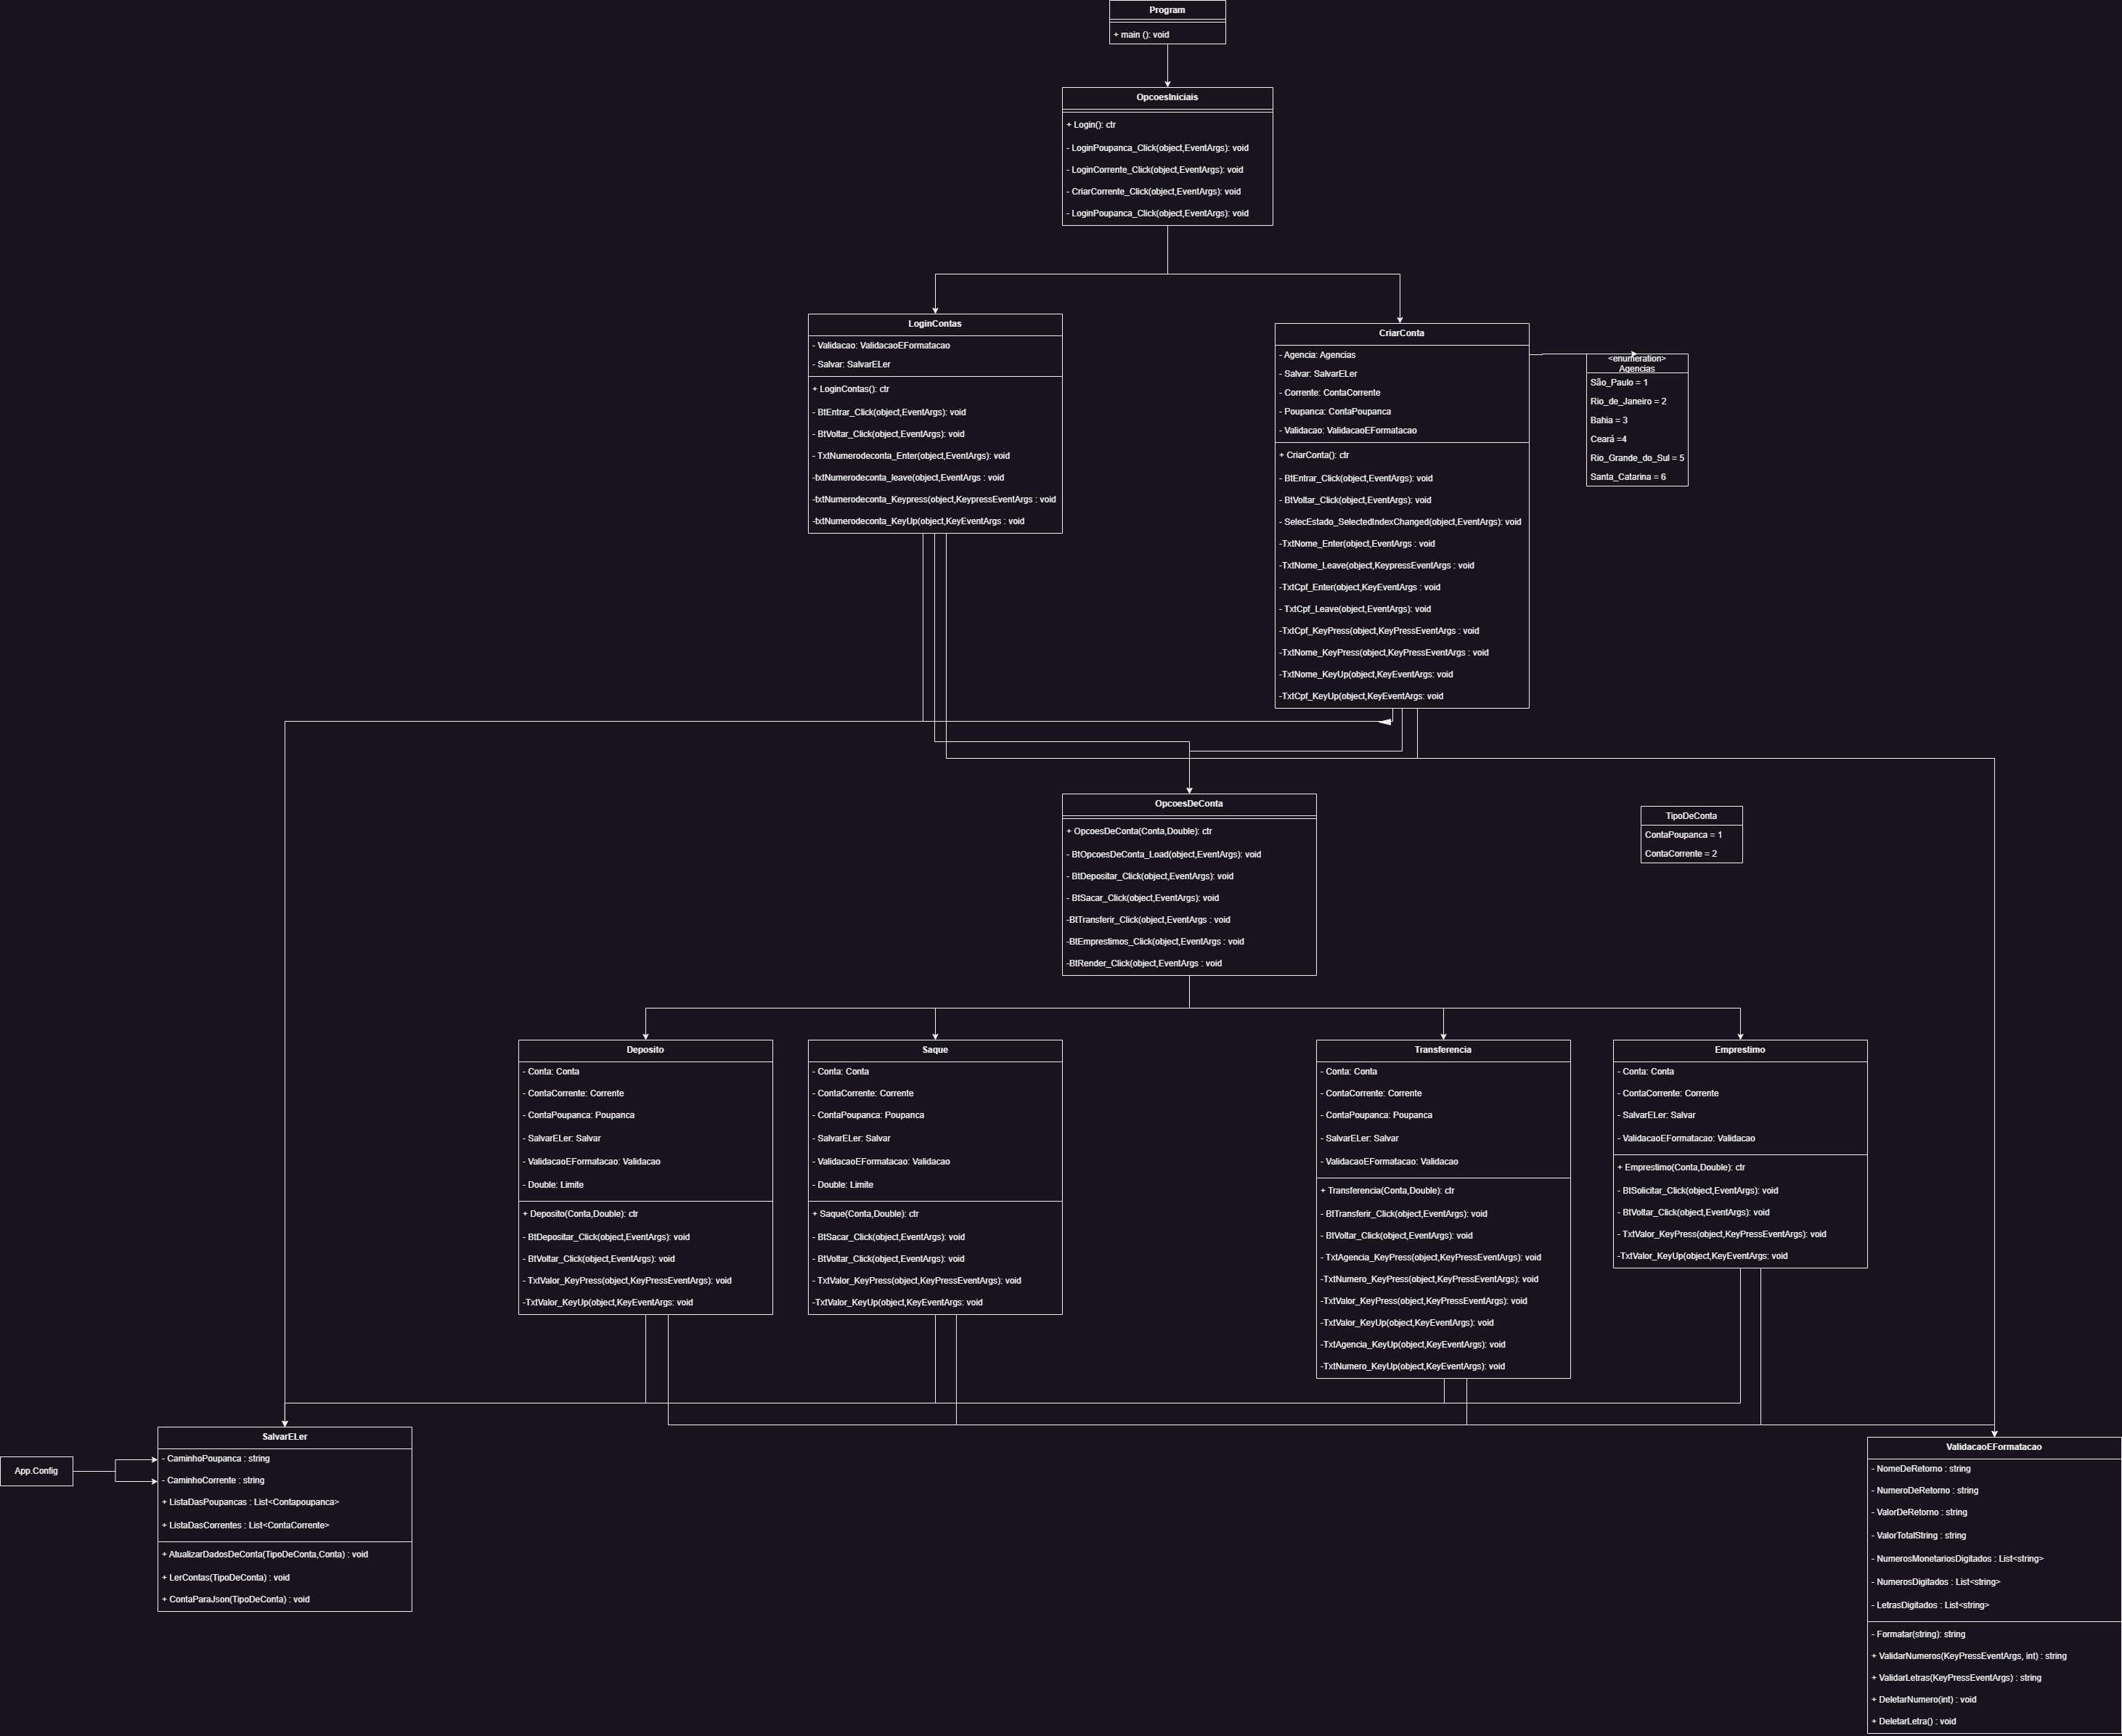 Program
+ main (): void
OpcoesIniciais
+ Login(): ctr
- LoginPoupanca_Click(object,EventArgs): void
- LoginCorrente_Click(object,EventArgs): void
- CriarCorrente_Click(object,EventArgs): void
- LoginPoupanca_Click(object,EventArgs): void
LoginContas
- Validacao: ValidacaoEFormatacao
- Salvar: SalvarELer
+ LoginContas(): ctr
- BtEntrar_Click(object,EventArgs): void
- BtVoltar_Click(object,EventArgs): void
- TxtNumerodeconta_Enter(object,EventArgs): void
-txtNumerodeconta_leave(object,EventArgs : void
-txtNumerodeconta_Keypress(object,KeypressEventArgs : void
-txtNumerodeconta_KeyUp(object,KeyEventArgs : void
CriarConta
- Agencia: Agencias
- Salvar: SalvarELer
- Corrente: ContaCorrente
- Poupanca: ContaPoupanca
- Validacao: ValidacaoEFormatacao
+ CriarConta(): ctr
- BtEntrar_Click(object,EventArgs): void
- BtVoltar_Click(object,EventArgs): void
- SelecEstado_SelectedIndexChanged(object,EventArgs): void
-TxtNome_Enter(object,EventArgs : void
-TxtNome_Leave(object,KeypressEventArgs : void
-TxtCpf_Enter(object,KeyEventArgs : void
- TxtCpf_Leave(object,EventArgs): void
-TxtCpf_KeyPress(object,KeyPressEventArgs : void
-TxtNome_KeyPress(object,KeyPressEventArgs : void
-TxtNome_KeyUp(object,KeyEventArgs: void
-TxtCpf_KeyUp(object,KeyEventArgs: void
<enumeration>
Agencias
São_Paulo = 1
Rio_de_Janeiro = 2
Bahia = 3
Ceará =4
Rio_Grande_do_Sul = 5
Santa_Catarina = 6
OpcoesDeConta
+ OpcoesDeConta(Conta,Double): ctr
- BtOpcoesDeConta_Load(object,EventArgs): void
- BtDepositar_Click(object,EventArgs): void
- BtSacar_Click(object,EventArgs): void
-BtTransferir_Click(object,EventArgs : void
-BtEmprestimos_Click(object,EventArgs : void
-BtRender_Click(object,EventArgs : void
TipoDeConta
ContaPoupanca = 1
ContaCorrente = 2
Deposito
- Conta: Conta
- ContaCorrente: Corrente
- ContaPoupanca: Poupanca
- SalvarELer: Salvar
- ValidacaoEFormatacao: Validacao
- Double: Limite
+ Deposito(Conta,Double): ctr
- BtDepositar_Click(object,EventArgs): void
- BtVoltar_Click(object,EventArgs): void
- TxtValor_KeyPress(object,KeyPressEventArgs): void
-TxtValor_KeyUp(object,KeyEventArgs: void
Saque
- Conta: Conta
- ContaCorrente: Corrente
- ContaPoupanca: Poupanca
- SalvarELer: Salvar
- ValidacaoEFormatacao: Validacao
- Double: Limite
+ Saque(Conta,Double): ctr
- BtSacar_Click(object,EventArgs): void
- BtVoltar_Click(object,EventArgs): void
- TxtValor_KeyPress(object,KeyPressEventArgs): void
-TxtValor_KeyUp(object,KeyEventArgs: void
Transferencia
- Conta: Conta
- ContaCorrente: Corrente
- ContaPoupanca: Poupanca
- SalvarELer: Salvar
- ValidacaoEFormatacao: Validacao
+ Transferencia(Conta,Double): ctr
- BtTransferir_Click(object,EventArgs): void
- BtVoltar_Click(object,EventArgs): void
- TxtAgencia_KeyPress(object,KeyPressEventArgs): void
-TxtNumero_KeyPress(object,KeyPressEventArgs): void
-TxtValor_KeyPress(object,KeyPressEventArgs): void
-TxtValor_KeyUp(object,KeyEventArgs): void
-TxtAgencia_KeyUp(object,KeyEventArgs): void
-TxtNumero_KeyUp(object,KeyEventArgs): void
Emprestimo
- Conta: Conta
- ContaCorrente: Corrente
- SalvarELer: Salvar
- ValidacaoEFormatacao: Validacao
+ Emprestimo(Conta,Double): ctr
- BtSolicitar_Click(object,EventArgs): void
- BtVoltar_Click(object,EventArgs): void
- TxtValor_KeyPress(object,KeyPressEventArgs): void
-TxtValor_KeyUp(object,KeyEventArgs: void
App.Config
SalvarELer
- CaminhoPoupanca : string
- CaminhoCorrente : string
+ ListaDasPoupancas : List<Contapoupanca>
+ ListaDasCorrentes : List<ContaCorrente>
+ AtualizarDadosDeConta(TipoDeConta,Conta) : void
+ LerContas(TipoDeConta) : void
+ ContaParaJson(TipoDeConta) : void
ValidacaoEFormatacao
- NomeDeRetorno : string
- NumeroDeRetorno : string
- ValorDeRetorno : string
- ValorTotalString : string
- NumerosMonetariosDigitados : List<string>
- NumerosDigitados : List<string>
- LetrasDigitados : List<string>
- Formatar(string): string
+ ValidarNumeros(KeyPressEventArgs, int) : string
+ ValidarLetras(KeyPressEventArgs) : string
+ DeletarNumero(int) : void
+ DeletarLetra() : void